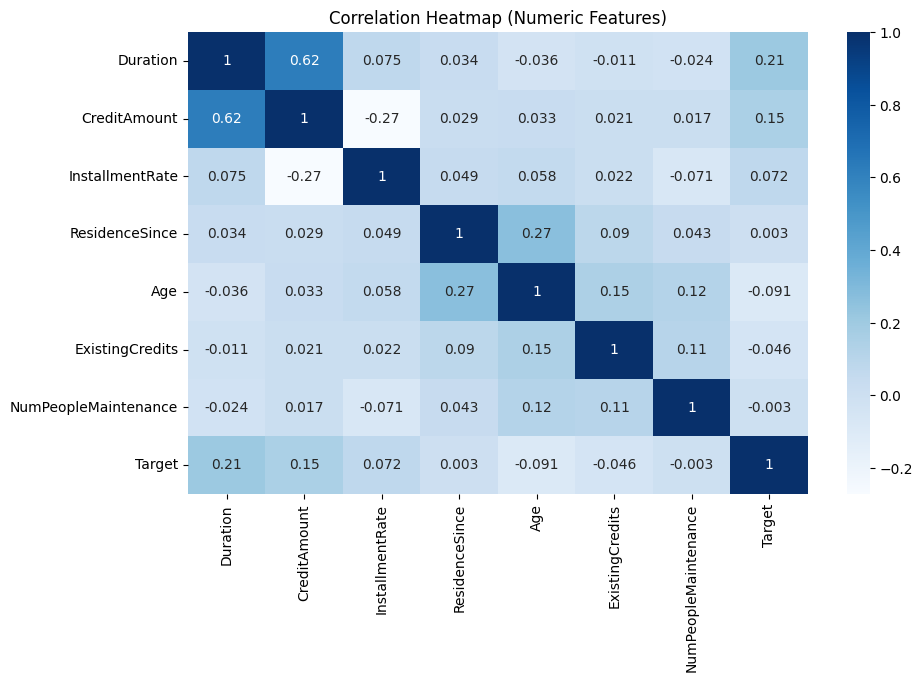 Correlation Heatmap (Numeric Features)
Duration 1 0.62 0.075 0.034 -0.036 -0.011 -0.024 0.21
CreditAmount 0.62 1 -0.27 0.029 0.033 0.021 0.017 0.15
InstallmentRate 0.075 -0.27 1 0.049 0.058 0.022 -0.071 0.072
ResidenceSince 0.034 0.029 0.049 1 0.27 0.09 0.043 0.003
Age -0.036 0.033 0.058 0.27 1 0.15 0.12 -0.091
ExistingCredits -0.011 0.021 0.022 0.09 0.15 1 0.11 -0.046
NumPeopleMaintenance -0.024 0.017 -0.071 0.043 0.12 0.11 1 -0.003
Target 0.21 0.15 0.072 0.003 -0.091 -0.046 -0.003 1
Duration
CreditAmount
InstallmentRate
ResidenceSince
Age
ExistingCredits
NumPeopleMaintenance
Target
1.0
0.8
0.6
0.4
0.2
0.0
−0.2